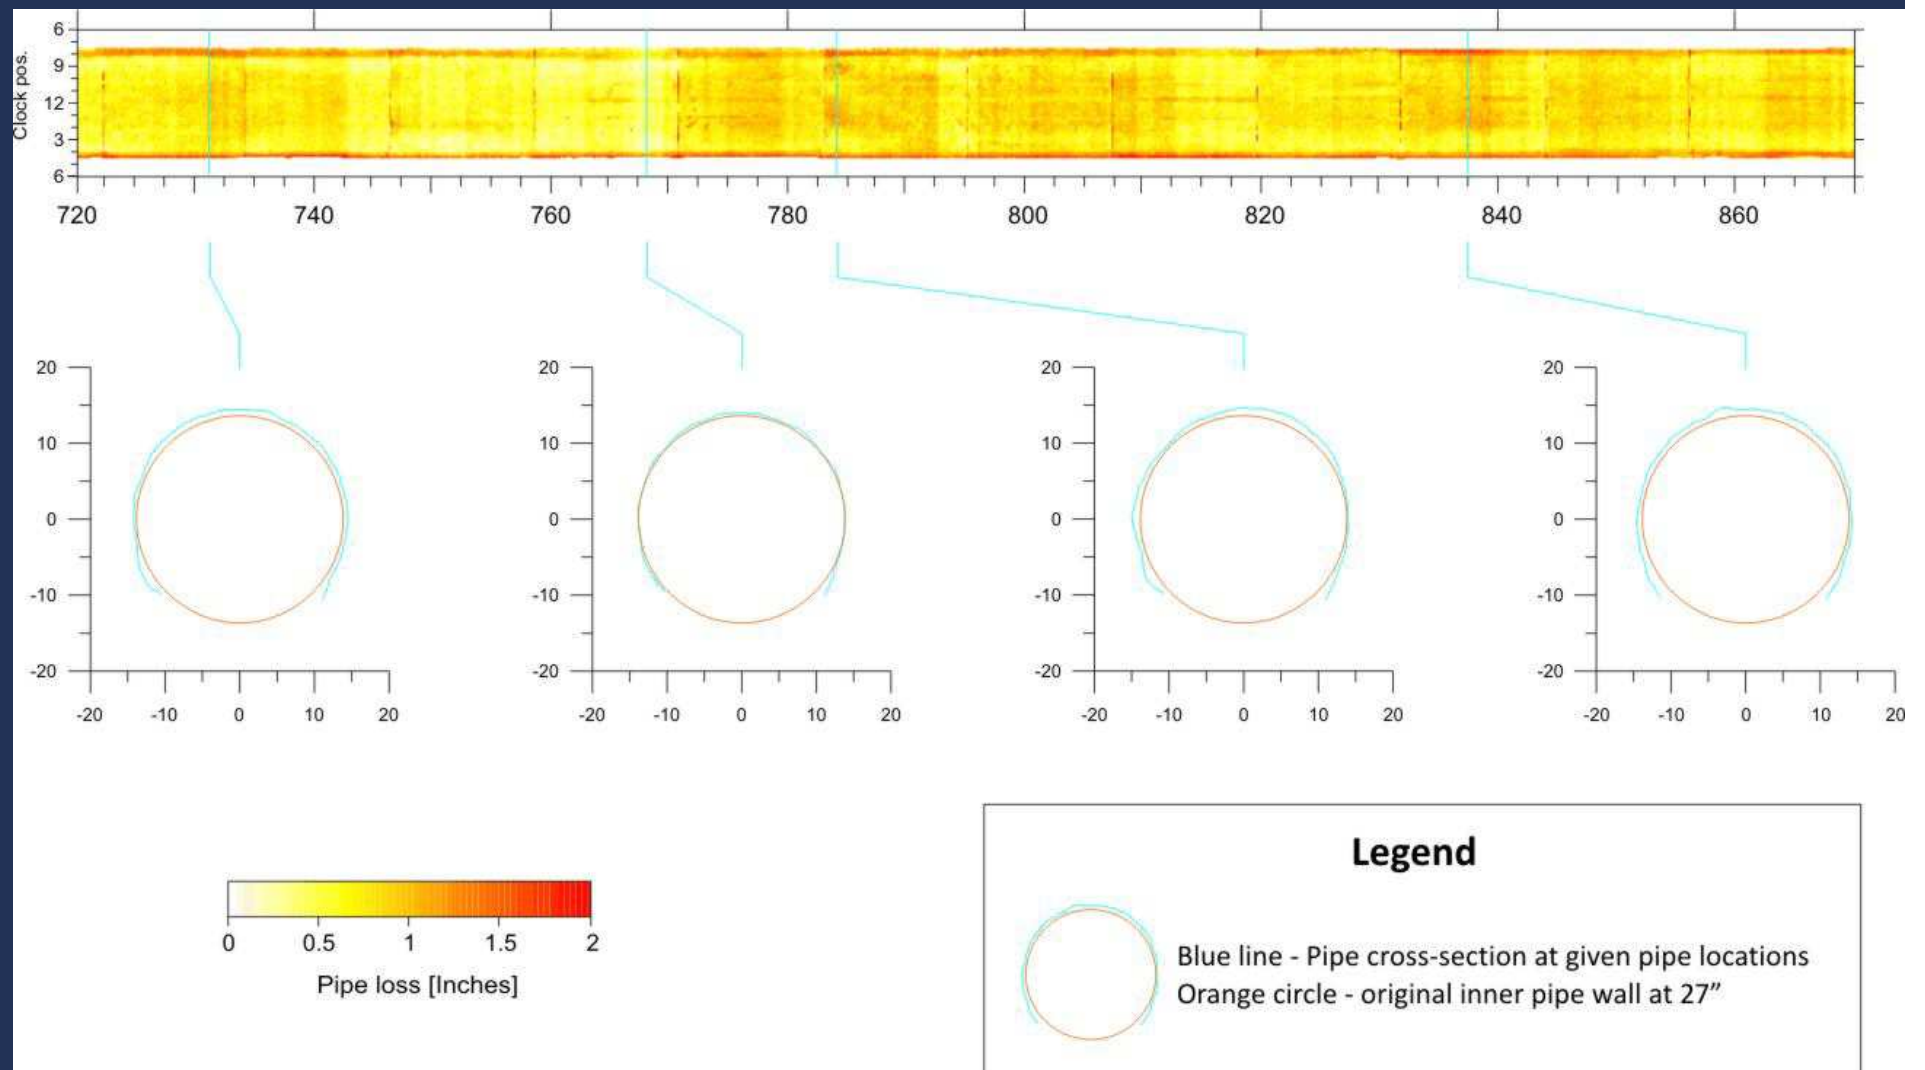 Clock pos.
6
9
12
3
6
720 740 760 780 800 820 840 860
20 20 20 20
10 10 10 10
0 0 0 0
-10 -10 -10 -10
-20 -20 -20 -20
-20 -10 0 10 20 -20 -10 0 10 20 -20 -10 0 10 20 -20 -10 0 10 20
0 0.5 1 1.5 2
Pipe loss [Inches]
Legend
Blue line - Pipe cross-section at given pipe locations
Orange circle - original inner pipe wall at 27”